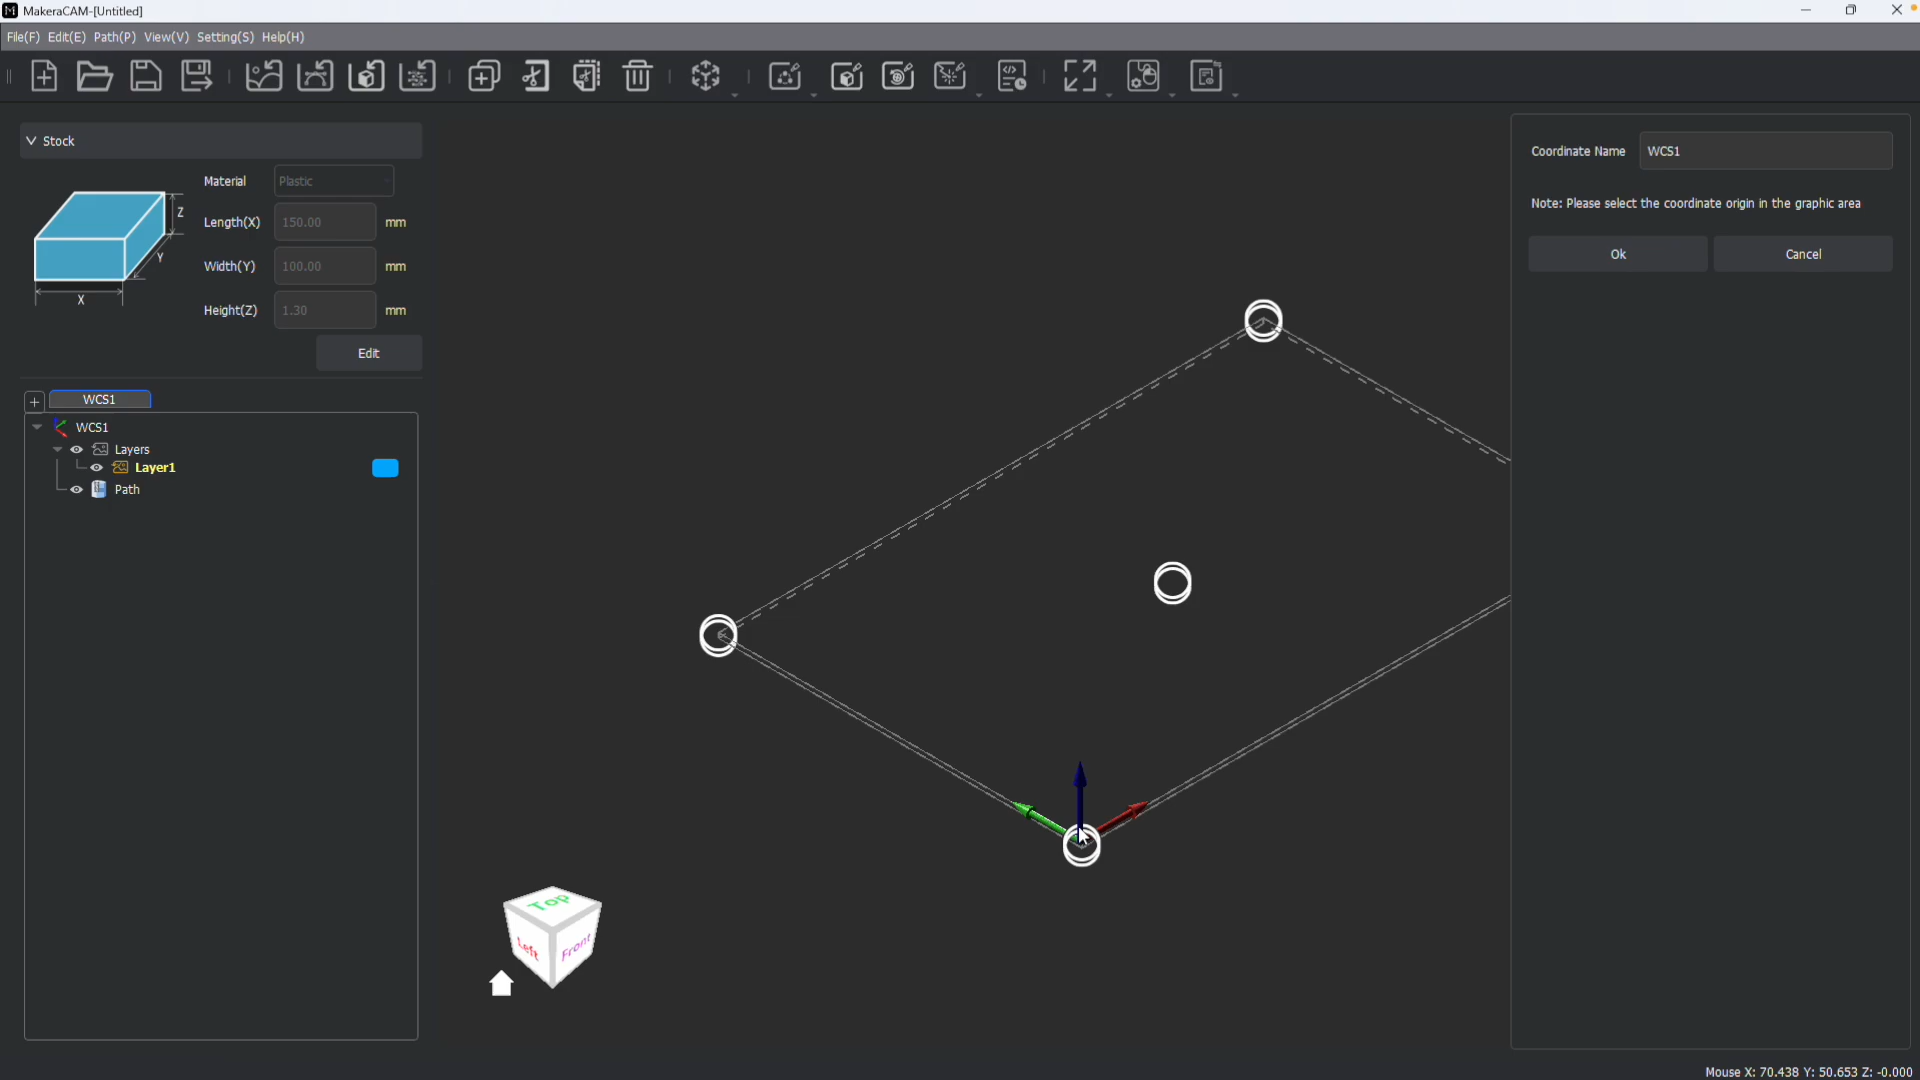 MakeraCAM-[Untitled]
File(F) Edit(E) Path(P) View(V) Setting(S) Help(H)
Stock
Material Plastic
Length(X) 150.00 mm
Width(Y) 100.00 mm
Height(Z) 1.30 mm
Z
Y
X
Edit
WCS1
WCS1
Layers
Layer1
Path
Coordinate Name WCS1
Note: Please select the coordinate origin in the graphic area
Ok Cancel
Top
Left
Front
Mouse X: 70.438 Y: 50.653 Z: -0.000